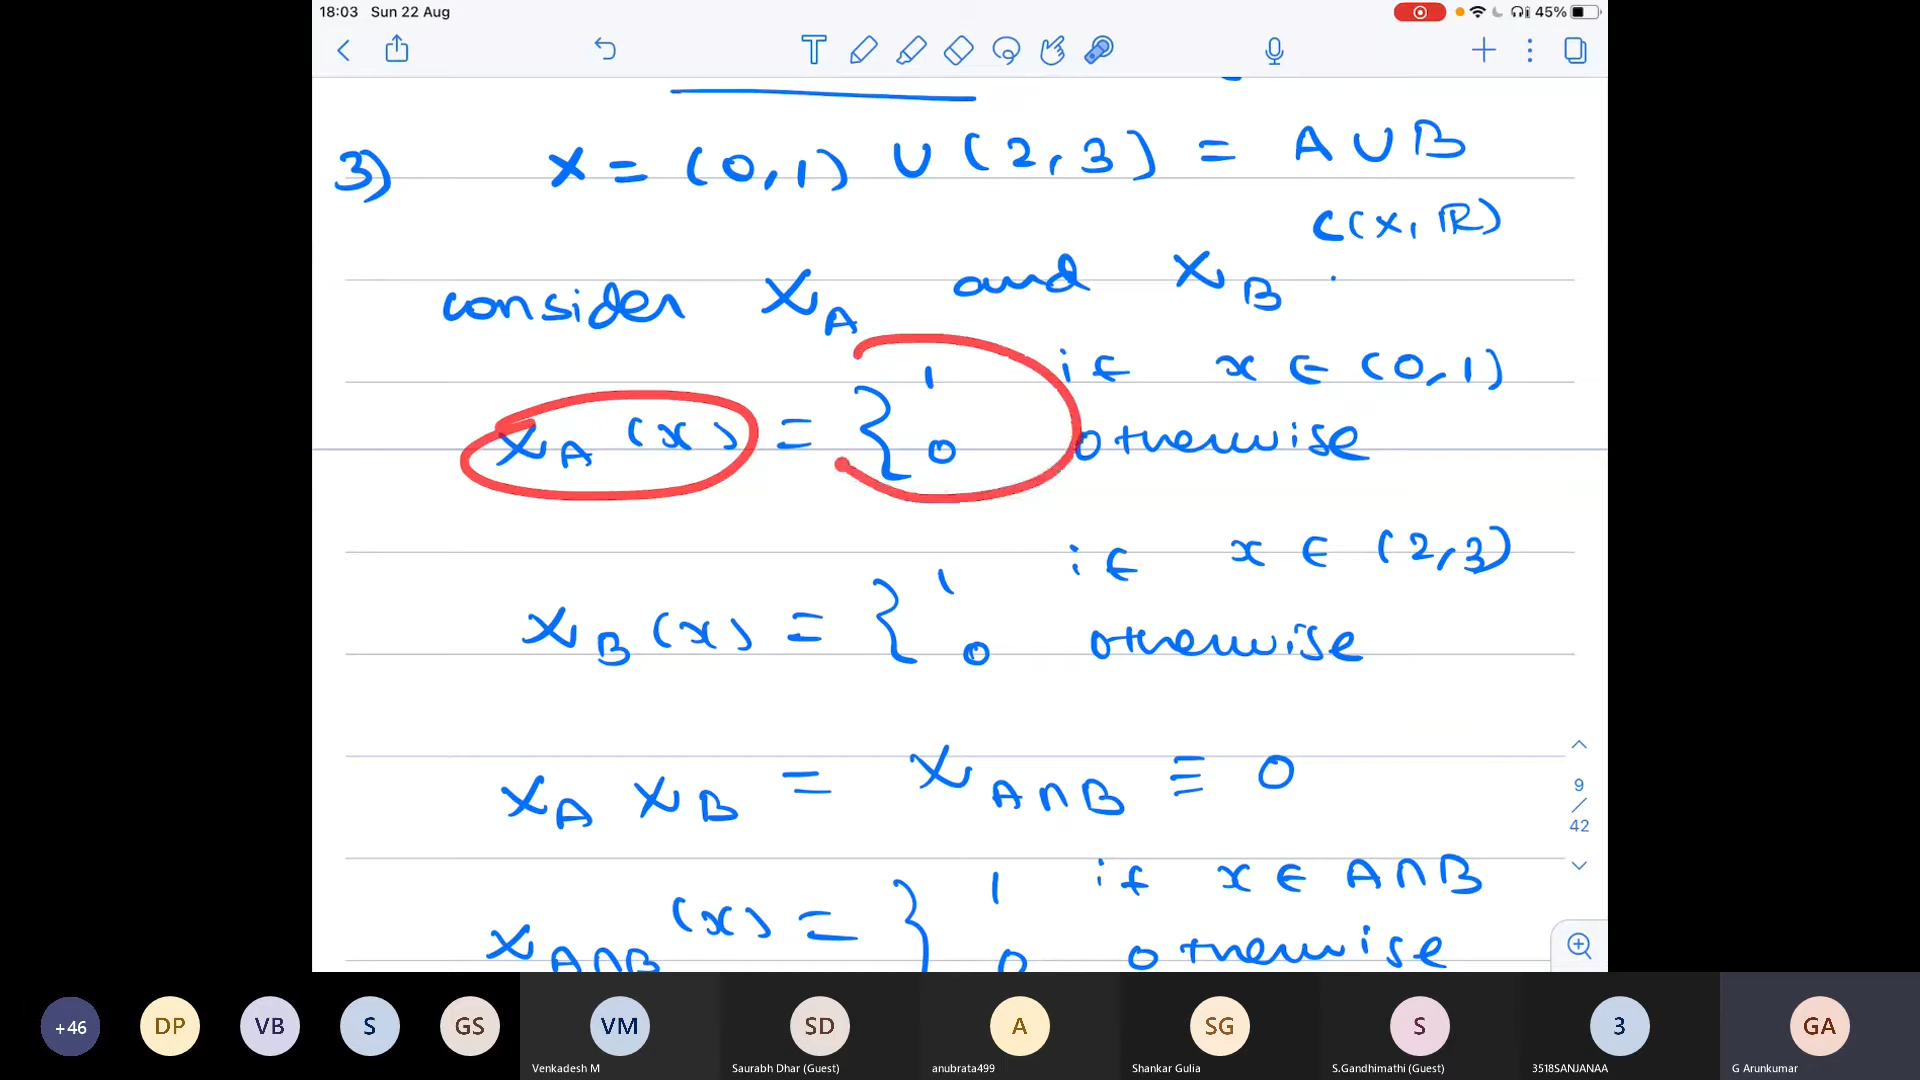 18:03 Sun 22 Aug 45%
3) X = (0,1) ∪ (2,3) = A ∪ B
C(X, ℝ)
consider χ_A and χ_B.
χ_A(x) = { 1 if x ∈ (0,1)
0 otherwise
χ_B(x) = { 1 if x ∈ (2,3)
0 otherwise
χ_A χ_B = χ_{A∩B} ≡ 0
χ_{A∩B}(x) = { 1 if x ∈ A∩B
0 otherwise
9
/
42
+46 DP VB S GS VM SD A SG S 3 GA
Venkadesh M Saurabh Dhar (Guest) anubrata499 Shankar Gulia S.Gandhimathi (Guest) 3518SANJANAA G Arunkumar